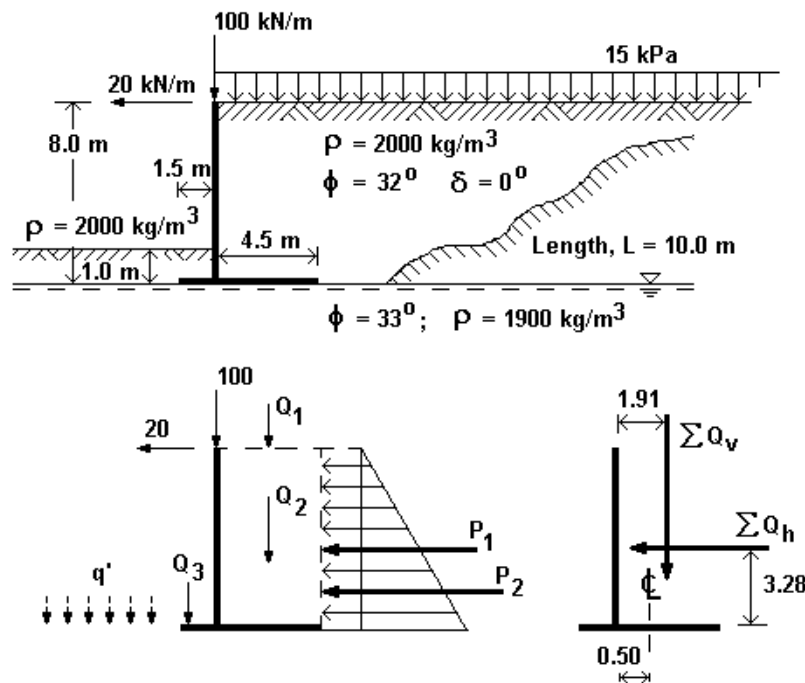 100 kN/m
15 kPa
20 kN/m
8.0 m
ρ = 2000 kg/m³
1.5 m
ϕ = 32° δ = 0°
ρ = 2000 kg/m³
4.5 m
Length, L = 10.0 m
1.0 m
ϕ = 33°; ρ = 1900 kg/m³
100
1.91
Q₁
∑ Qᵥ
20
Q₂
P₁
∑ Qₕ
q'
Q₃
P₂
℄
3.28
0.50